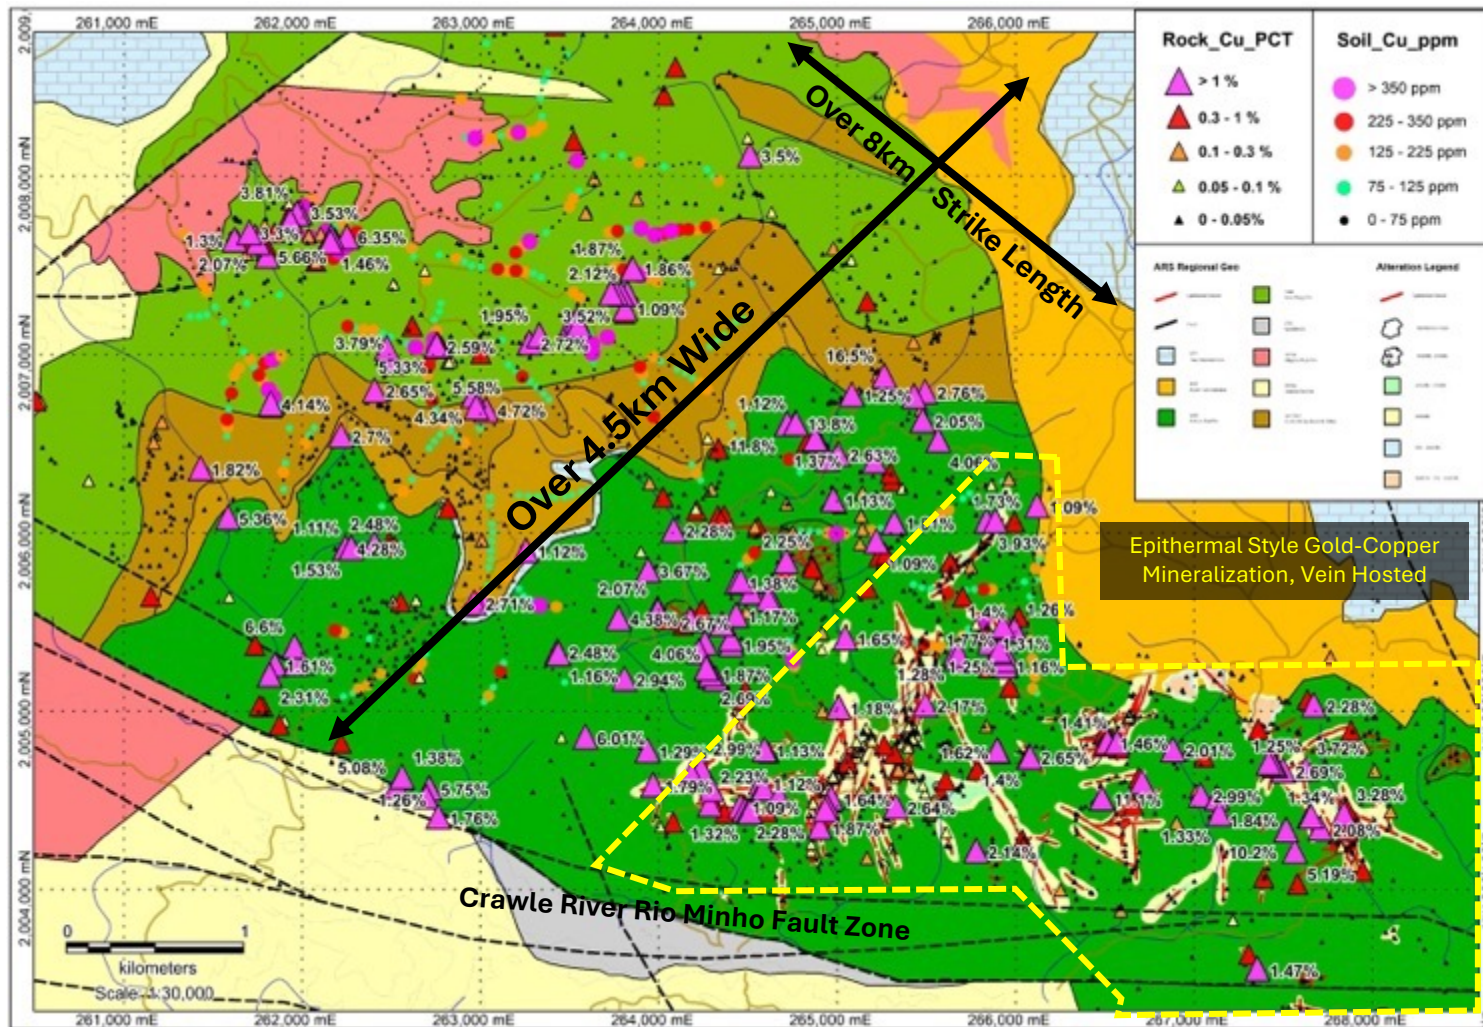 261,000 mE
262,000 mE
263,000 mE
264,000 mE
265,000 mE
266,000 mE
2,008,000 mN
2,007,000 mN
2,006,000 mN
2,005,000 mN
2,004,000 mN
Rock_Cu_PCT
> 1 %
0.3 - 1 %
0.1 - 0.3 %
0.05 - 0.1 %
0 - 0.05%
Soil_Cu_ppm
> 350 ppm
225 - 350 ppm
125 - 225 ppm
75 - 125 ppm
0 - 75 ppm
ARS Regional Geo
Alteration Legend
Over 8km Strike Length
Over 4.5km Wide
Epithermal Style Gold-Copper
Mineralization, Vein Hosted
3.5%
3.81%
3.53%
1.3%
3.3%
6.35%
2.07%
5.66%
1.46%
1.87%
2.12%
1.86%
1.09%
1.95%
3.52%
2.72%
3.79%
2.59%
5.33%
2.65%
5.58%
4.34%
4.72%
4.14%
2.7%
1.82%
16.5%
1.25%
2.76%
1.12%
13.8%
2.05%
11.8%
1.37%
2.63%
4.06%
5.36%
1.11%
2.48%
4.28%
1.53%
1.12%
2.28%
1.13%
2.25%
1.73%
1.09%
3.93%
1.09%
2.07%
3.67%
1.38%
2.71%
4.38%
2.67%
1.17%
1.4%
1.26%
6.6%
1.61%
2.31%
2.48%
4.06%
1.95%
1.65%
1.77%
1.31%
1.16%
2.94%
1.87%
2.09%
1.28%
1.25%
1.16%
1.18%
2.17%
6.01%
1.29%
2.99%
1.13%
1.62%
2.65%
1.41%
1.46%
2.01%
2.28%
1.25%
3.72%
2.69%
5.08%
1.38%
1.26%
5.75%
1.76%
2.23%
1.12%
1.09%
1.64%
2.64%
1.32%
2.28%
1.87%
2.14%
2.99%
1.84%
1.33%
1.34%
3.28%
2.08%
10.2%
5.19%
1.47%
Crawle River Rio Minho Fault Zone
0
1
kilometers
Scale: 1:30,000
261,000 mE
262,000 mE
263,000 mE
264,000 mE
265,000 mE
266,000 mE
267,000 mE
268,000 mE